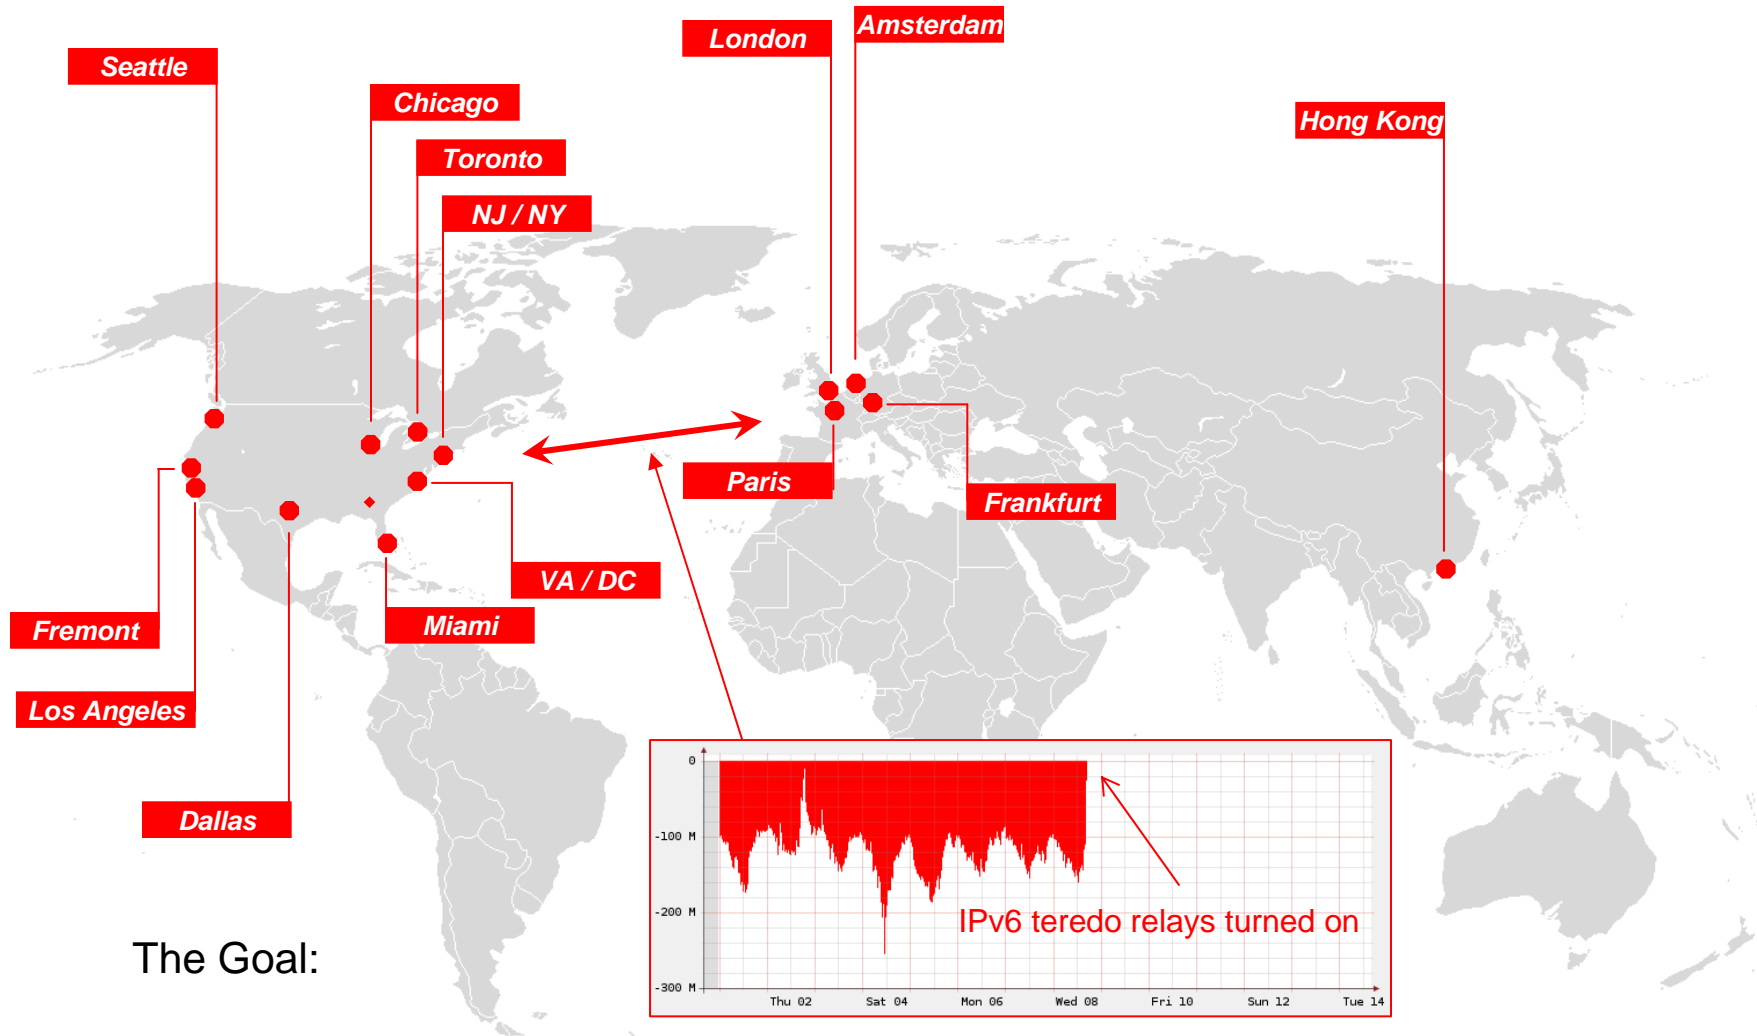 London
Amsterdam
Seattle
Chicago
Hong Kong
Toronto
NJ / NY
Paris
Frankfurt
VA / DC
Fremont
Miami
Los Angeles
Dallas
0
-100 M
-200 M
-300 M
IPv6 teredo relays turned on
Thu 02 Sat 04 Mon 06 Wed 08 Fri 10 Sun 12 Tue 14
The Goal: